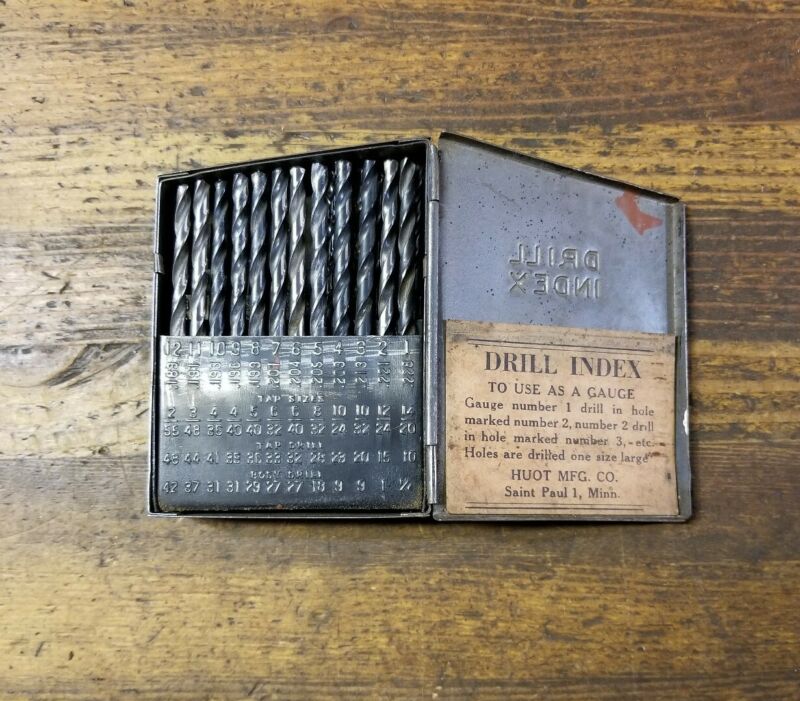 12 11 10 9 8 7 6 5 4 3 2 1
TAP SIZES
2 3 4 4 5 6 6 8 10 10 12 14
55 48 36 40 40 32 40 32 24 32 24 20
TAP DRILL
20 15 10
BODY DRILL
42 37 31 31 29 27 27 18 9 9 1
DRILL
INDEX
DRILL INDEX
TO USE AS A GAUGE
Gauge number 1 drill in hole
marked number 2, number 2 drill
in hole marked number 3, etc.
Holes are drilled one size large
HUOT MFG. CO.
Saint Paul 1, Minn.